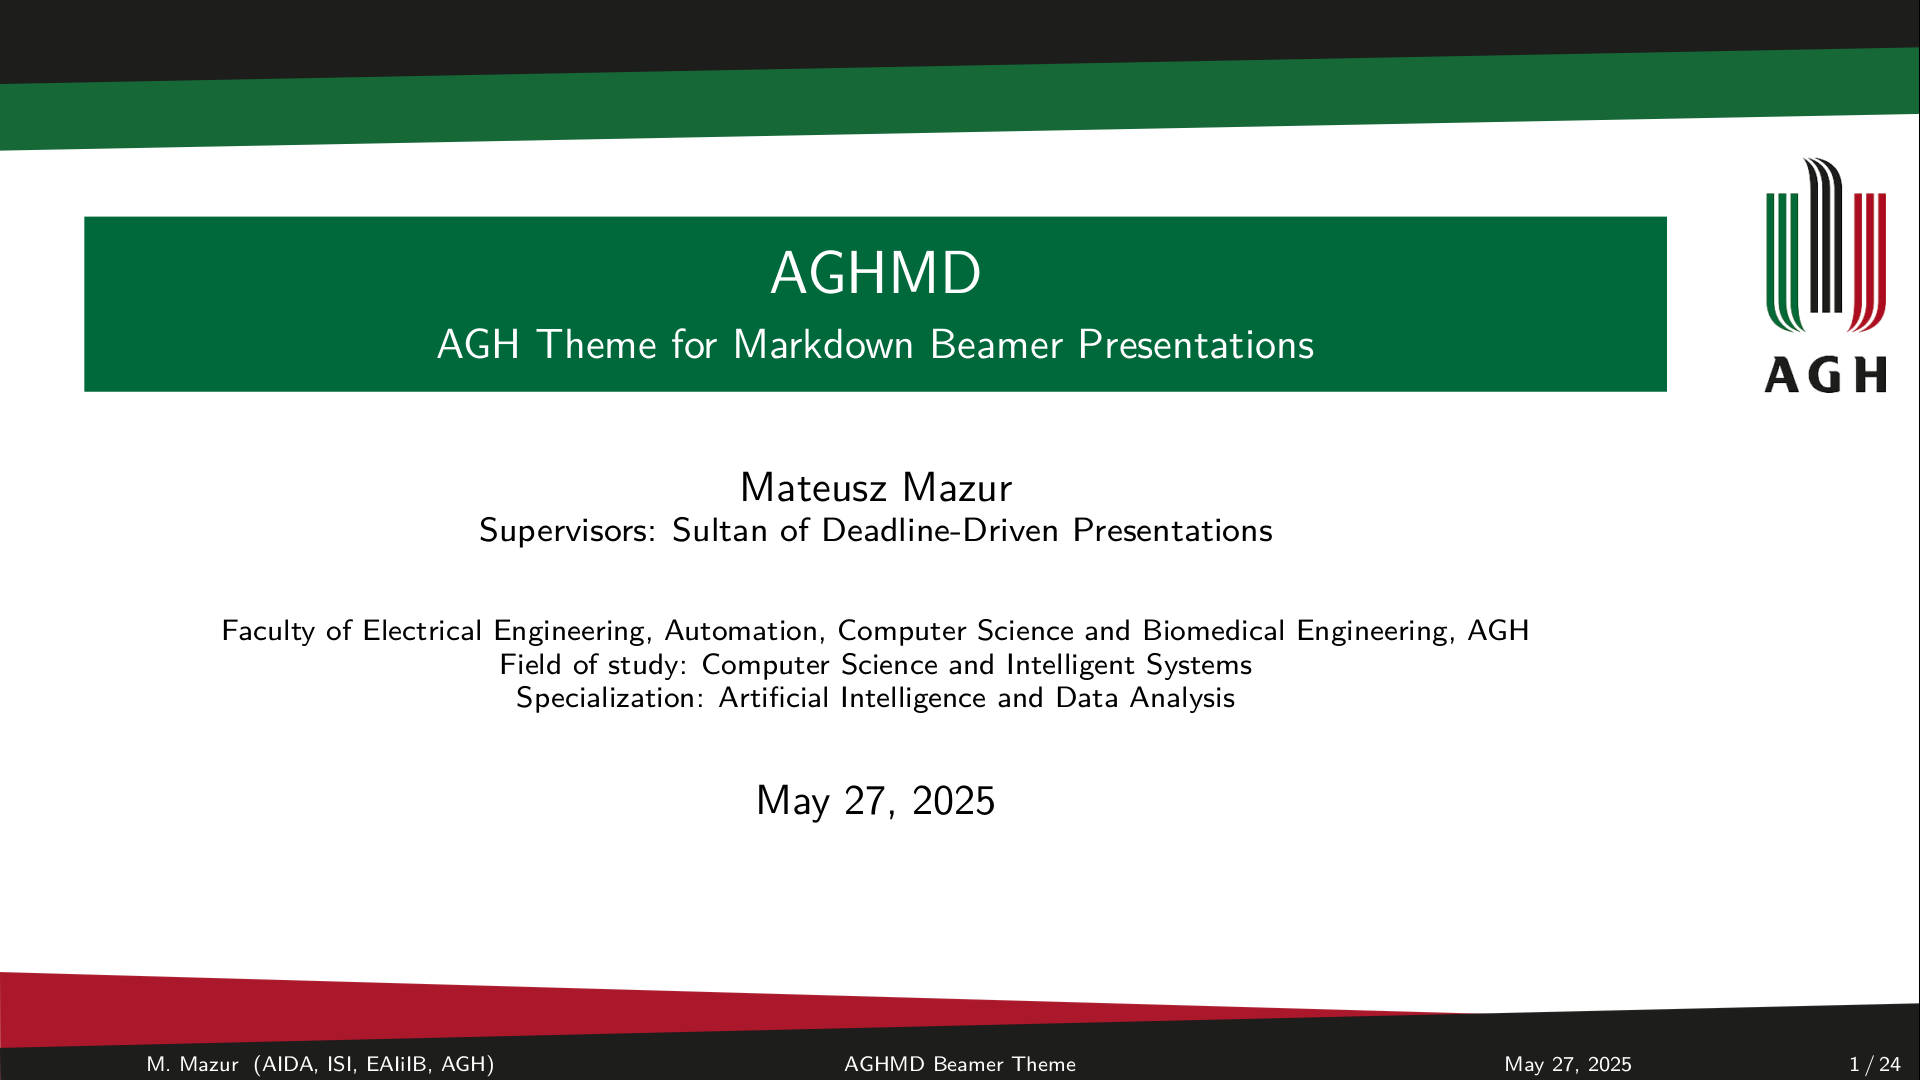 AGHMD
AGH Theme for Markdown Beamer Presentations
AGH
Mateusz Mazur
Supervisors: Sultan of Deadline-Driven Presentations
Faculty of Electrical Engineering, Automation, Computer Science and Biomedical Engineering, AGH
Field of study: Computer Science and Intelligent Systems
Specialization: Artificial Intelligence and Data Analysis
May 27, 2025
M. Mazur (AIDA, ISI, EAIiIB, AGH) AGHMD Beamer Theme May 27, 2025 1 / 24